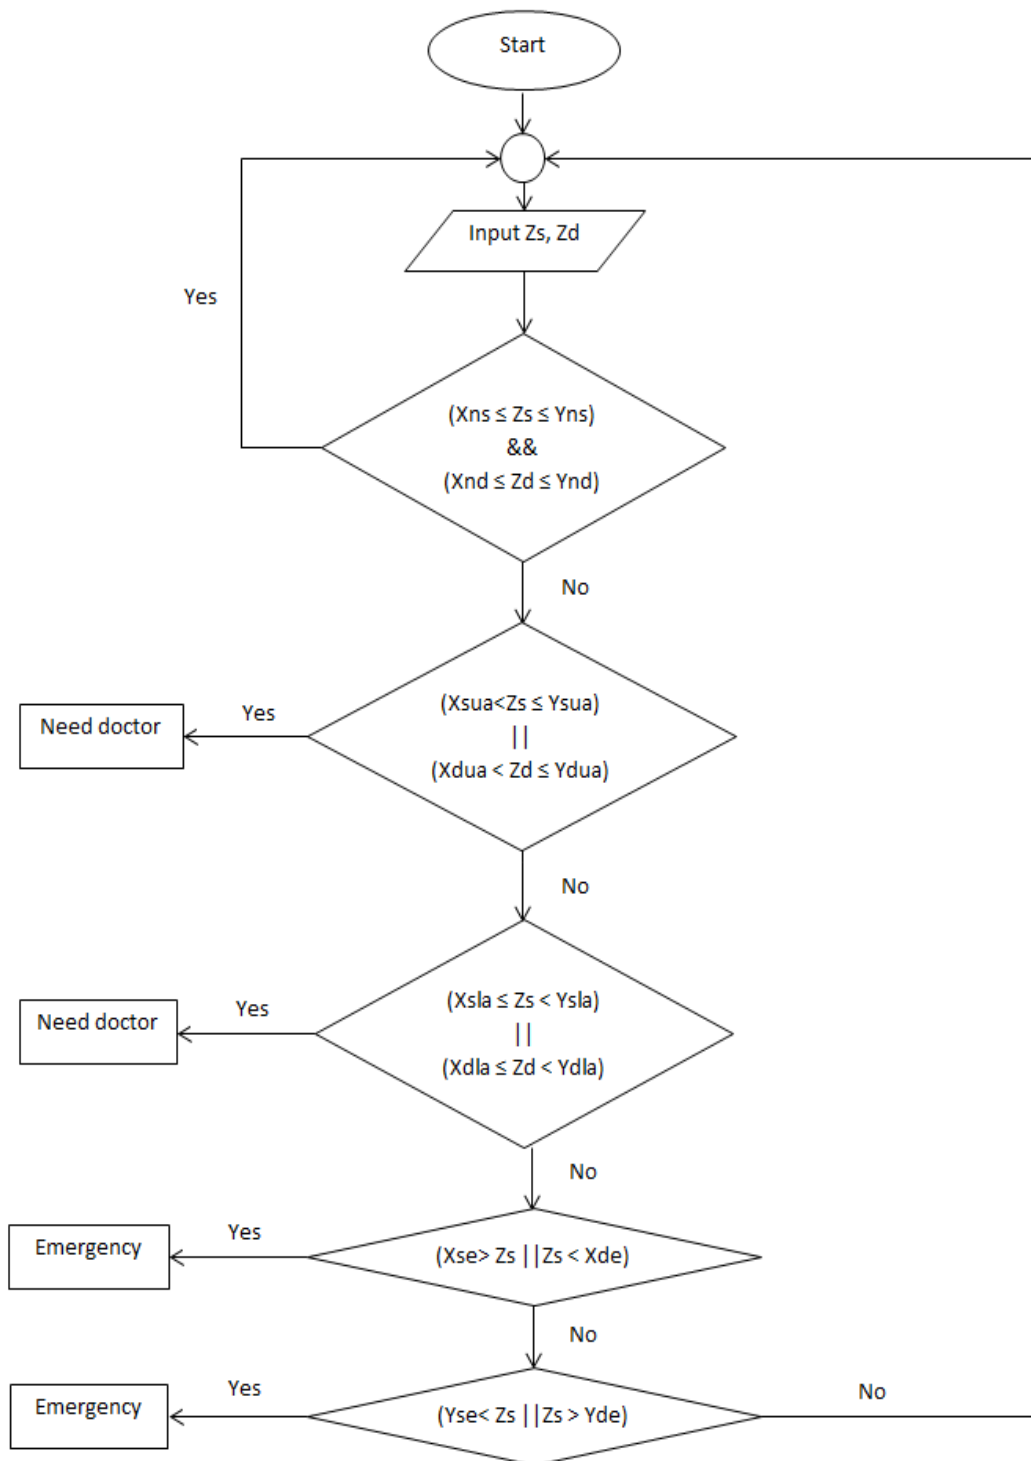 Start
Input Zs, Zd
Yes
(Xns ≤ Zs ≤ Yns)
&&
(Xnd ≤ Zd ≤ Ynd)
No
Need doctor
Yes
(Xsua<Zs ≤ Ysua)
||
(Xdua < Zd ≤ Ydua)
No
Need doctor
Yes
(Xsla ≤ Zs < Ysla)
||
(Xdla ≤ Zd < Ydla)
No
Emergency
Yes
(Xse> Zs ||Zs < Xde)
No
Emergency
Yes
(Yse< Zs ||Zs > Yde)
No